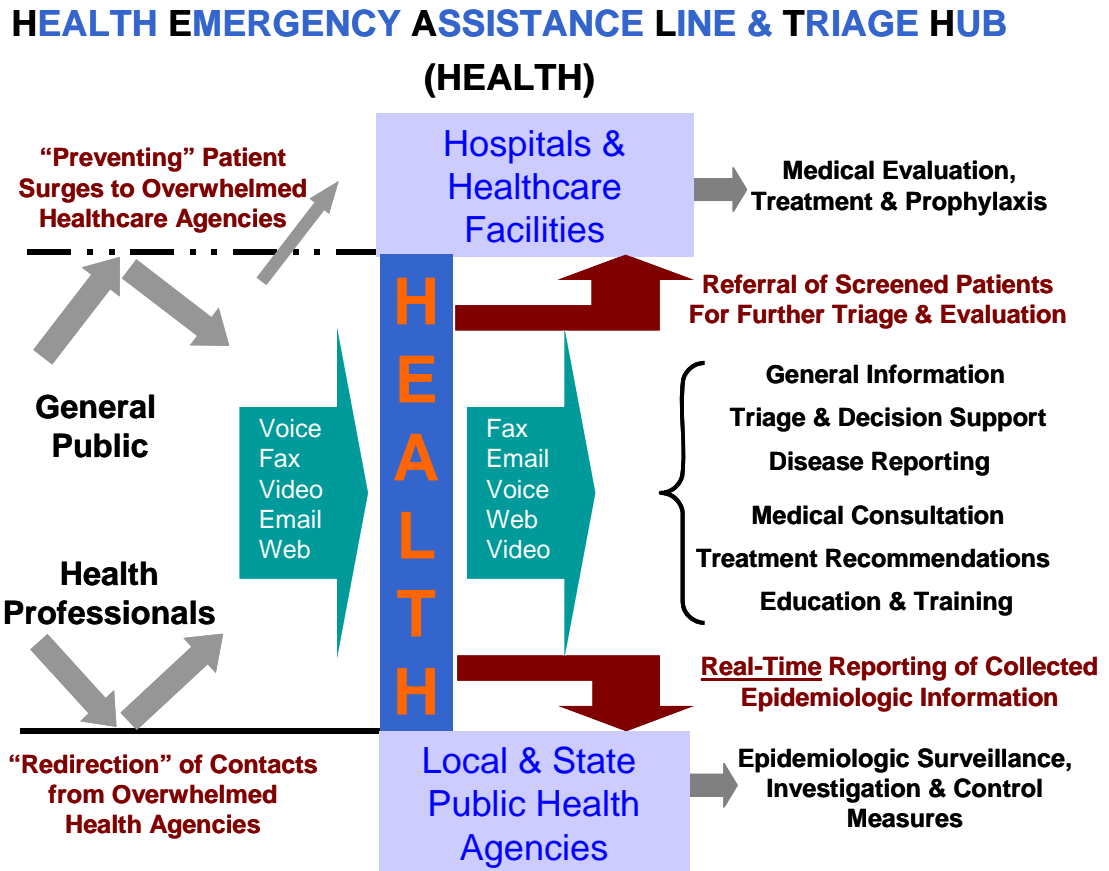 HEALTH EMERGENCY ASSISTANCE LINE & TRIAGE HUB
(HEALTH)
“Preventing” Patient
Surges to Overwhelmed
Healthcare Agencies
Hospitals &
Healthcare
Facilities
Medical Evaluation,
Treatment & Prophylaxis
Referral of Screened Patients
For Further Triage & Evaluation
General
Public
Health
Professionals
Voice
Fax
Video
Email
Web
H
E
A
L
T
H
Fax
Email
Voice
Web
Video
General Information
Triage & Decision Support
Disease Reporting
Medical Consultation
Treatment Recommendations
Education & Training
Real-Time Reporting of Collected
Epidemiologic Information
“Redirection” of Contacts
from Overwhelmed
Health Agencies
Local & State
Public Health
Agencies
Epidemiologic Surveillance,
Investigation & Control
Measures